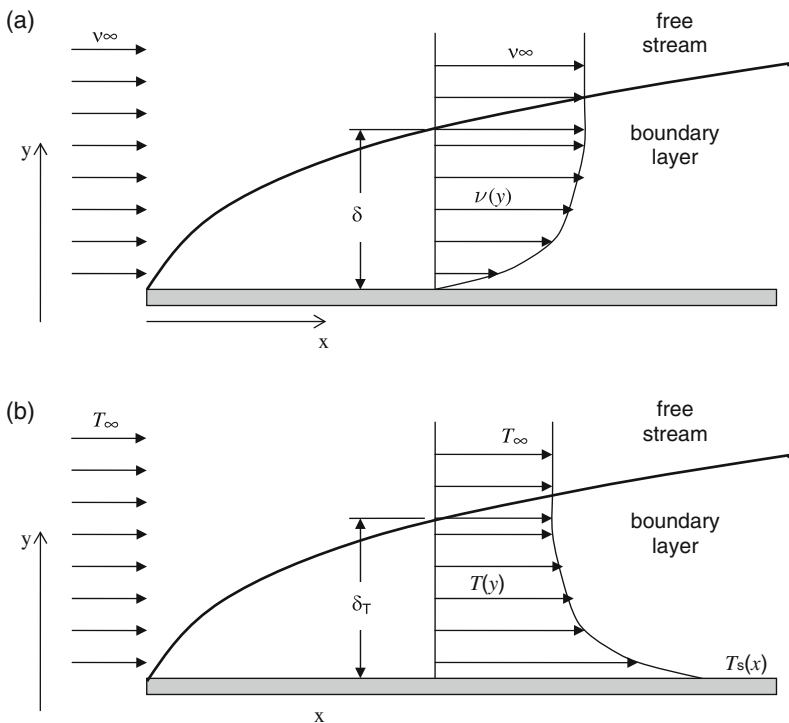 (a)
ν∞
ν∞
free
stream
y
boundary
layer
δ
ν(y)
x
(b)
T∞
T∞
free
stream
y
boundary
layer
δT
T(y)
Ts(x)
x